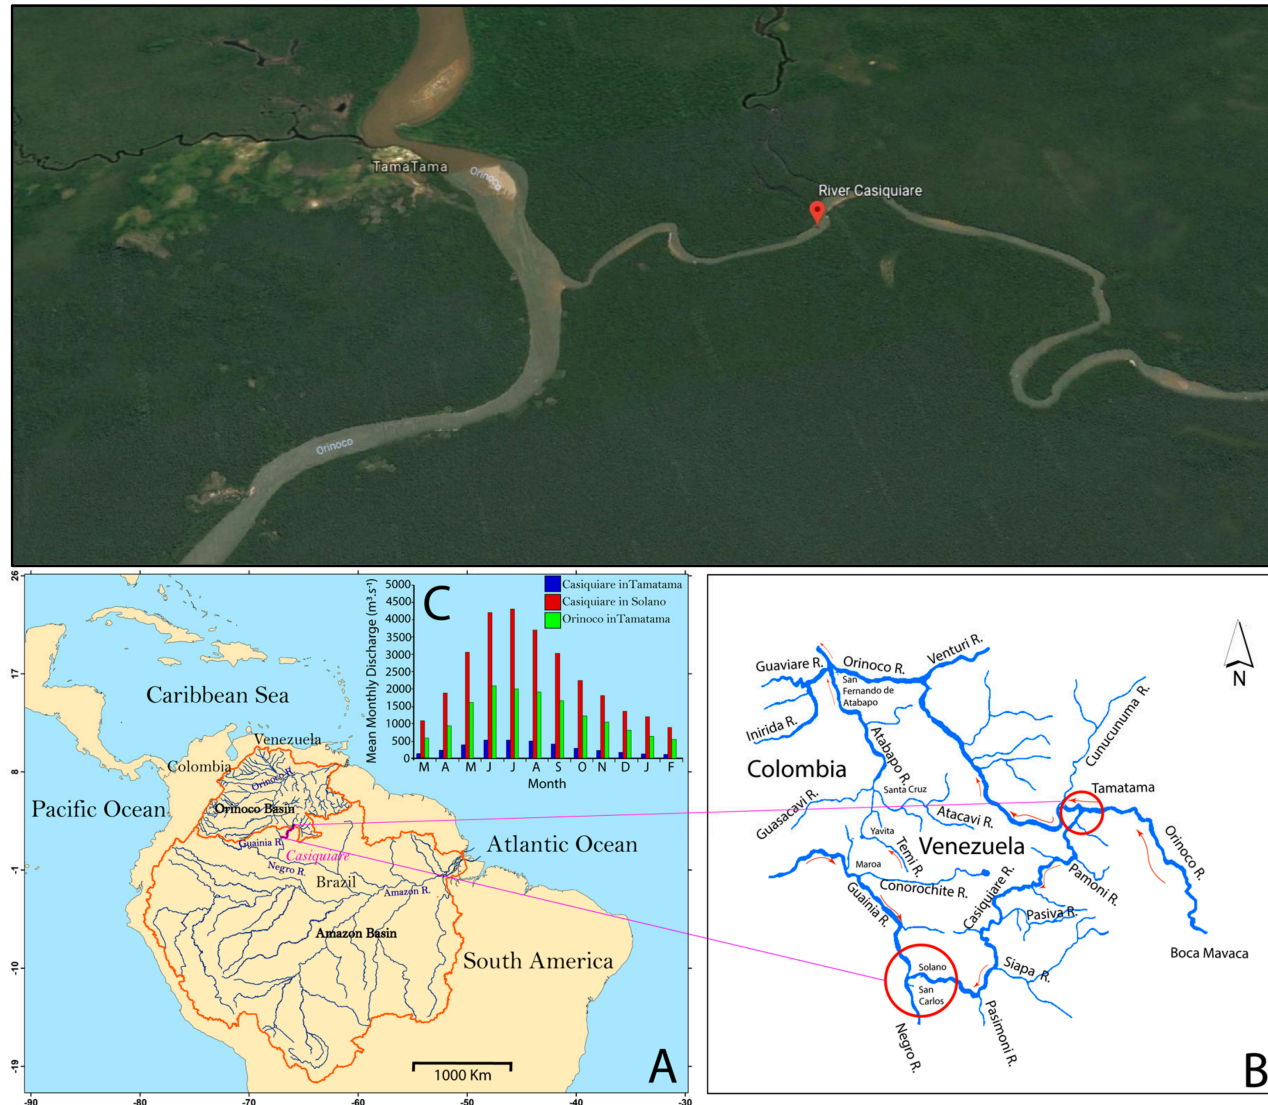 TamaTama
Orinoco
River Casiquiare
Orinoco
26
17
8
-1
-10
-19
-90
-80
-70
-60
-50
-40
-30
Caribbean Sea
Venezuela
Colombia
Orinoco R.
Pacific Ocean
Orinoco Basin
Guainia R.
Casiquiare
Atlantic Ocean
Negro R.
Brazil
Amazon R.
Amazon Basin
South America
1000 Km
A
C
Mean Monthly Discharge (m³.s⁻¹)
5000
4500
4000
3500
3000
2500
2000
1500
1000
500
0
M A M J J A S O N D J F
Month
Casiquiare inTamatama
Casiquiare in Solano
Orinoco inTamatama
N
Venturi R.
Guaviare R.
Orinoco R.
San
Fernando de
Atabapo
Inirida R.
Cunucunuma R.
Atabapo R.
Colombia
Santa Cruz
Tamatama
Guasacavi R.
Atacavi R.
Orinoco R.
Yavita
Temi R.
Venezuela
Maroa
Conorochite R.
Pamoni R.
Casiquiare R.
Guainia R.
Pasiva R.
Boca Mavaca
Solano
Siapa R.
San
Carlos
Negro R.
Pasimoni R.
B